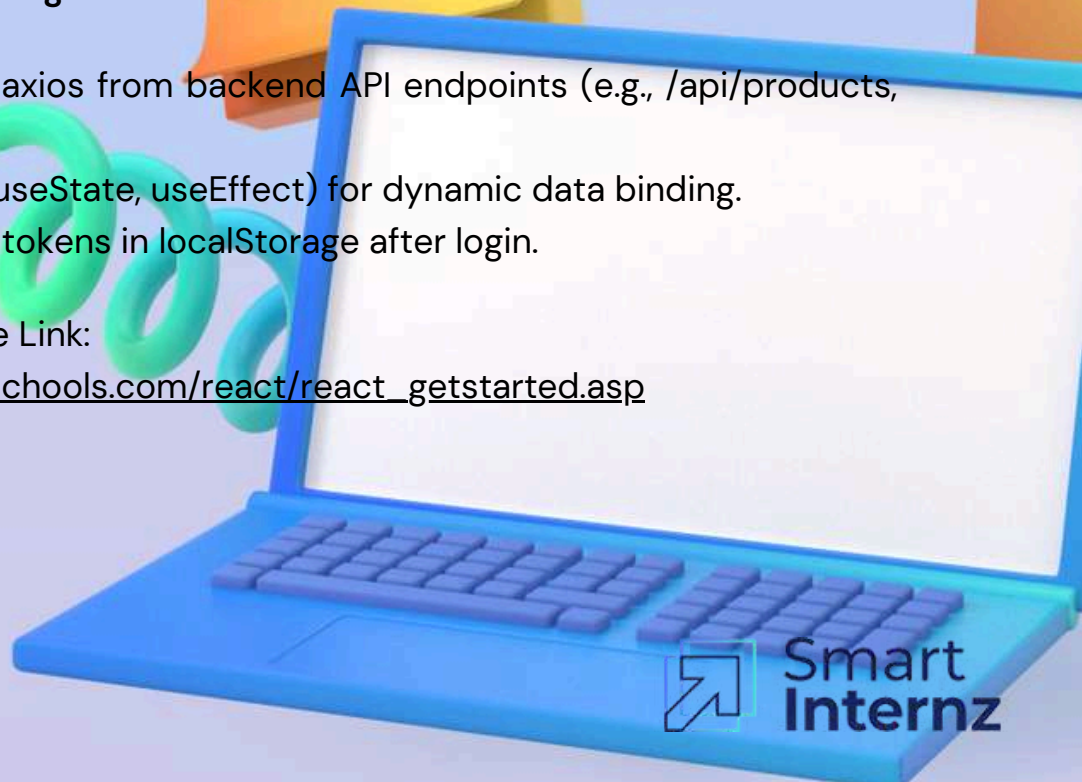 g
axios from backend API endpoints (e.g., /api/products,
useState, useEffect) for dynamic data binding.
tokens in localStorage after login.
e Link:
chools.com/react/react_getstarted.asp
Smart
Internz